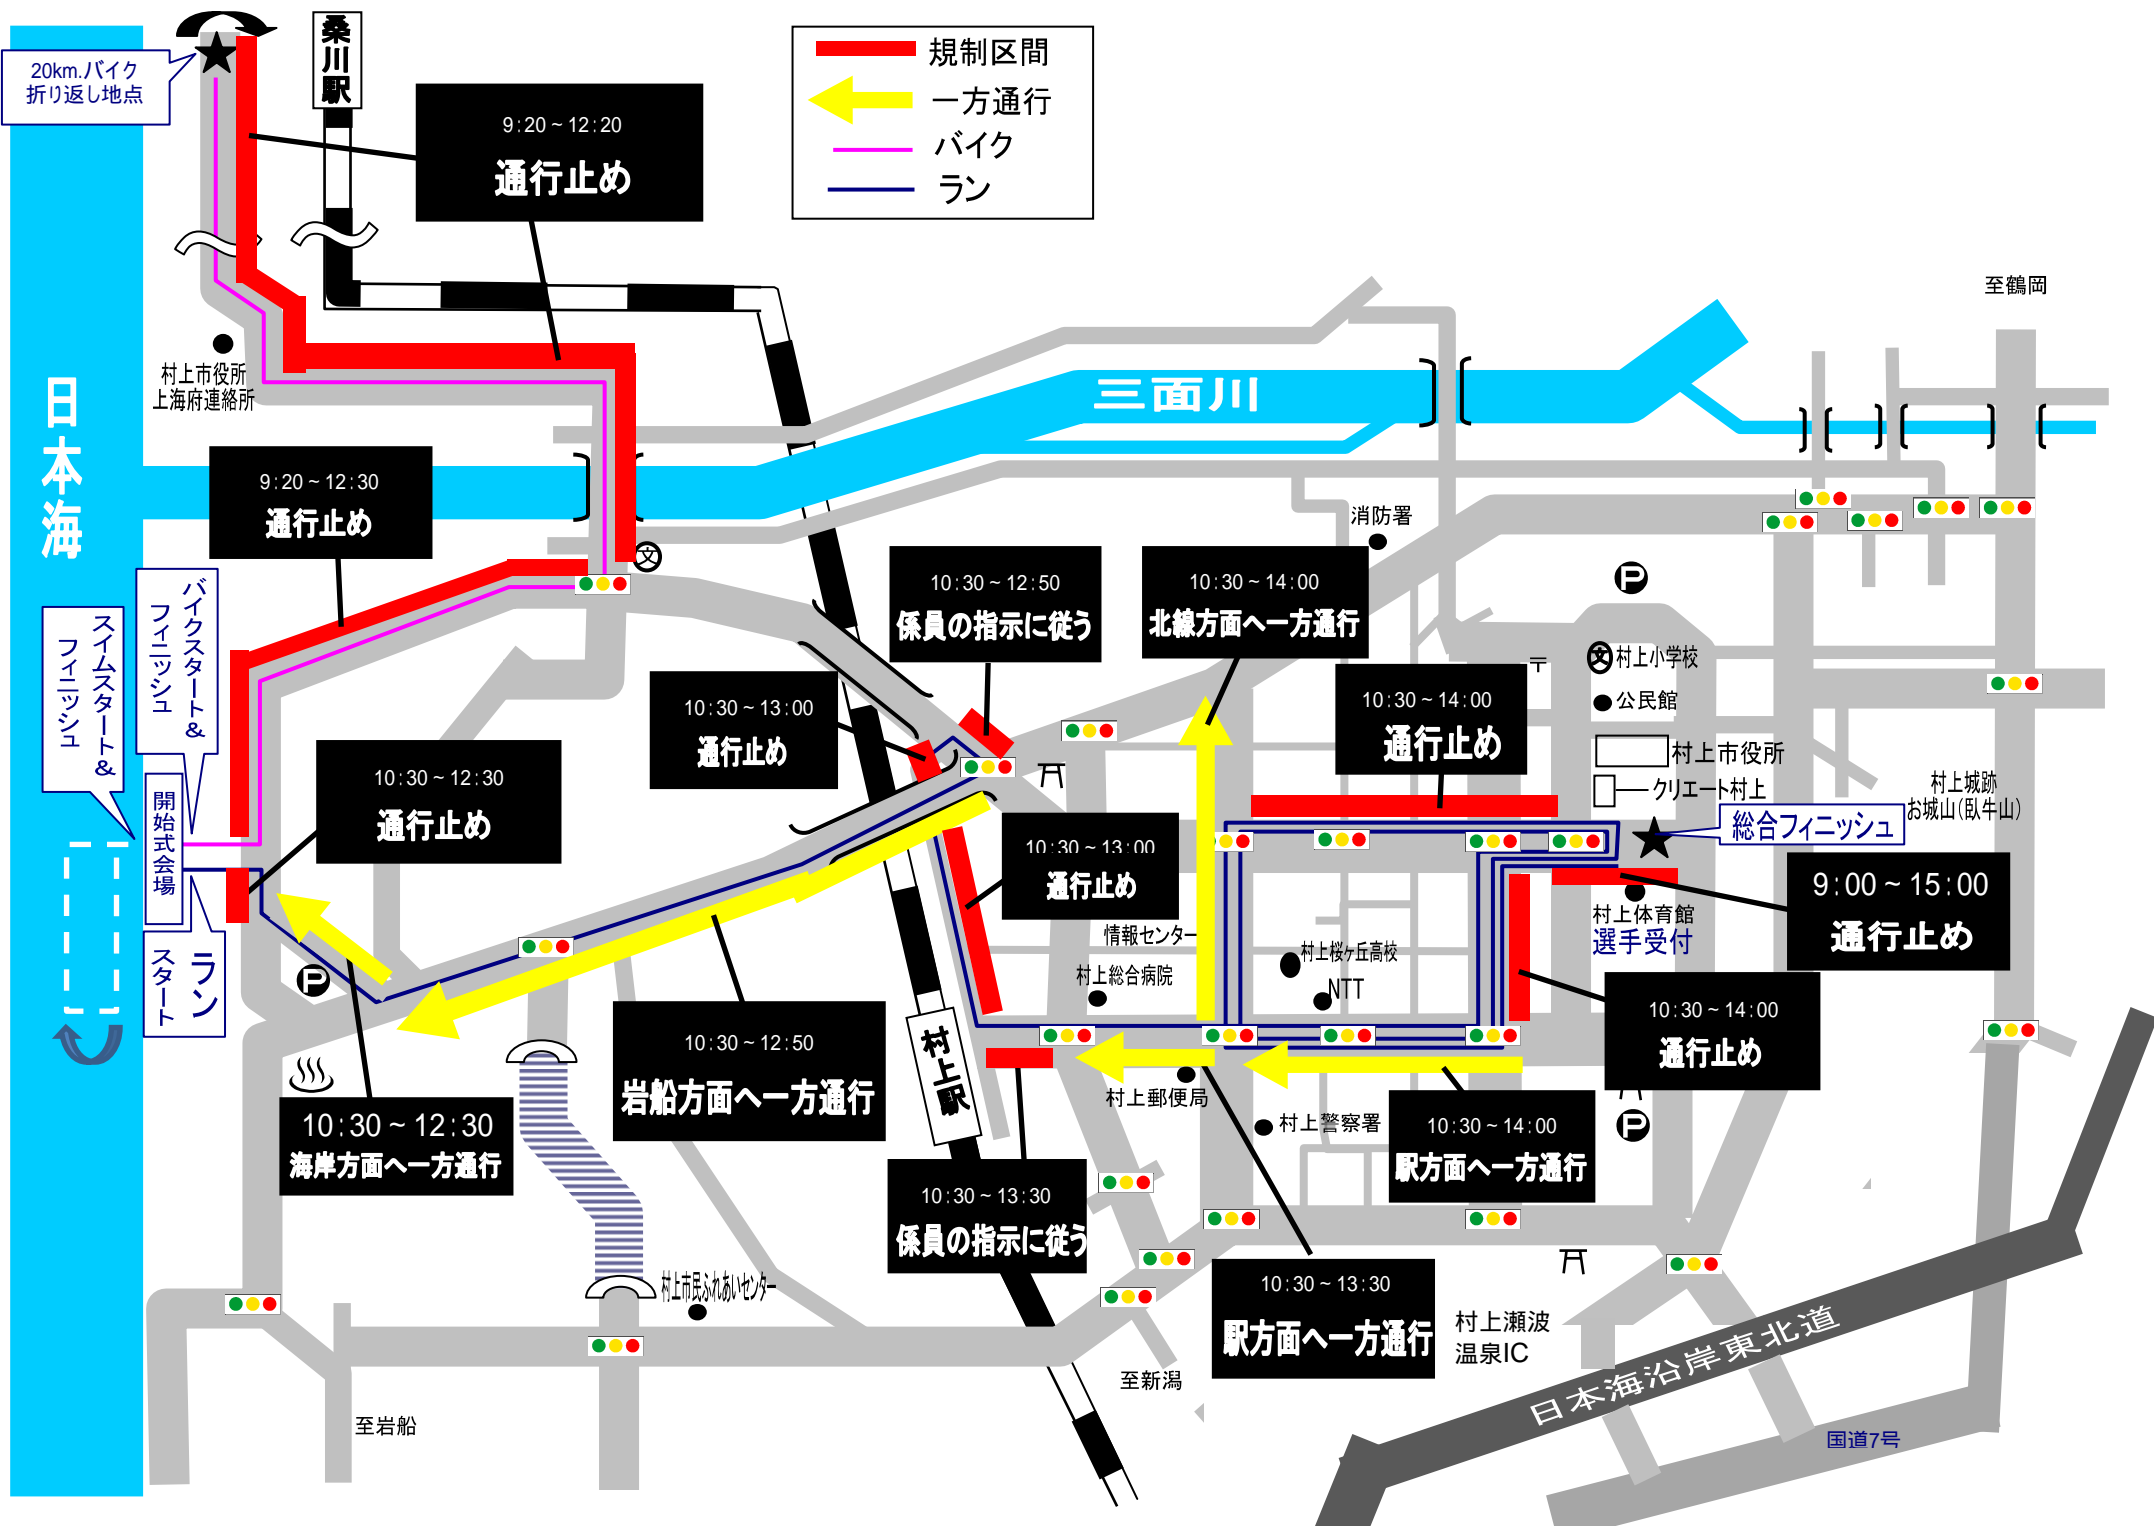 20km.バイク
折り返し地点
桑川駅
規制区間
一方通行
バイク
ラン
9:20~12:20
通行止め
至鶴岡
村上市役所
上海府連絡所
日本海
三面川
9:20~12:30
通行止め
文
消防署
10:30~12:50
係員の指示に従う
10:30~14:00
北線方面へ一方通行
P
バイクスタート&
フィニッシュ
スイムスタート&
フィニッシュ
〒
文
村上小学校
公民館
10:30~13:00
通行止め
10:30~14:00
通行止め
村上市役所
クリエート村上
村上城跡
お城山(臥牛山)
10:30~12:30
通行止め
開始式会場
総合フィニッシュ
10:30~13:00
通行止め
9:00~15:00
通行止め
村上体育館
選手受付
情報センター
村上桜ヶ丘高校
村上総合病院
NTT
P
ラン
スタート
10:30~14:00
通行止め
10:30~12:50
岩船方面へ一方通行
村上駅
村上郵便局
村上警察署
10:30~12:30
海岸方面へ一方通行
10:30~14:00
駅方面へ一方通行
P
10:30~13:30
係員の指示に従う
10:30~13:30
駅方面へ一方通行
村上市民ふれあいセンター
村上瀬波
温泉IC
日本海沿岸東北道
至新潟
至岩船
国道7号